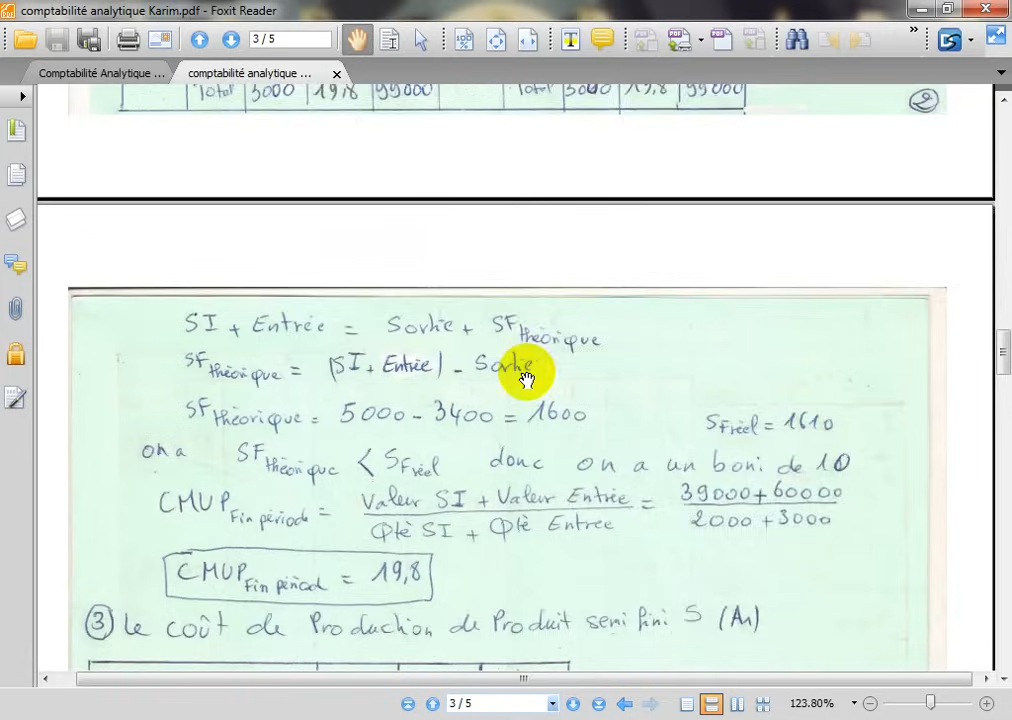 comptabilité analytique Karim.pdf - Foxit Reader
3 / 5
Comptabilité Analytique ...
comptabilité analytique ...
Total 3000 19,8 99000 Total 19,8 99000
2
SI + Entrée = Sortie + SF théorique
SF théorique = (SI + Entrée) - Sortie
SF théorique = 5000 - 3400 = 1600
SF réel = 1610
on a SF théorique < SF réel donc on a un boni de 10
CMUP Fin période = Valeur SI + Valeur Entrée / Qté SI + Qté Entrée = 39000 + 60000 / 2000 + 3000
CMUP Fin périod = 19,8
3 Le coût de Production de Produit semi fini S (A1)
3 / 5
123.80%